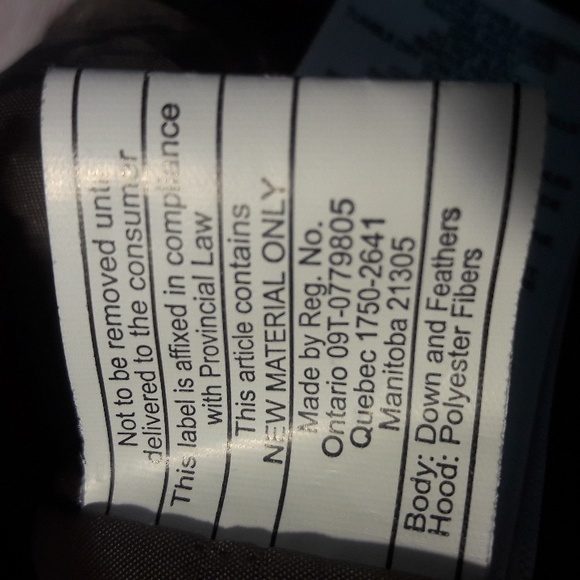 Not to be removed until
delivered to the consumer
This label is affixed in compliance
with Provincial Law
This article contains
NEW MATERIAL ONLY
Made by Reg. No.
Ontario 09T-0779805
Quebec 1750-2641
Manitoba 21305
Body: Down and Feathers
Hood: Polyester Fibers